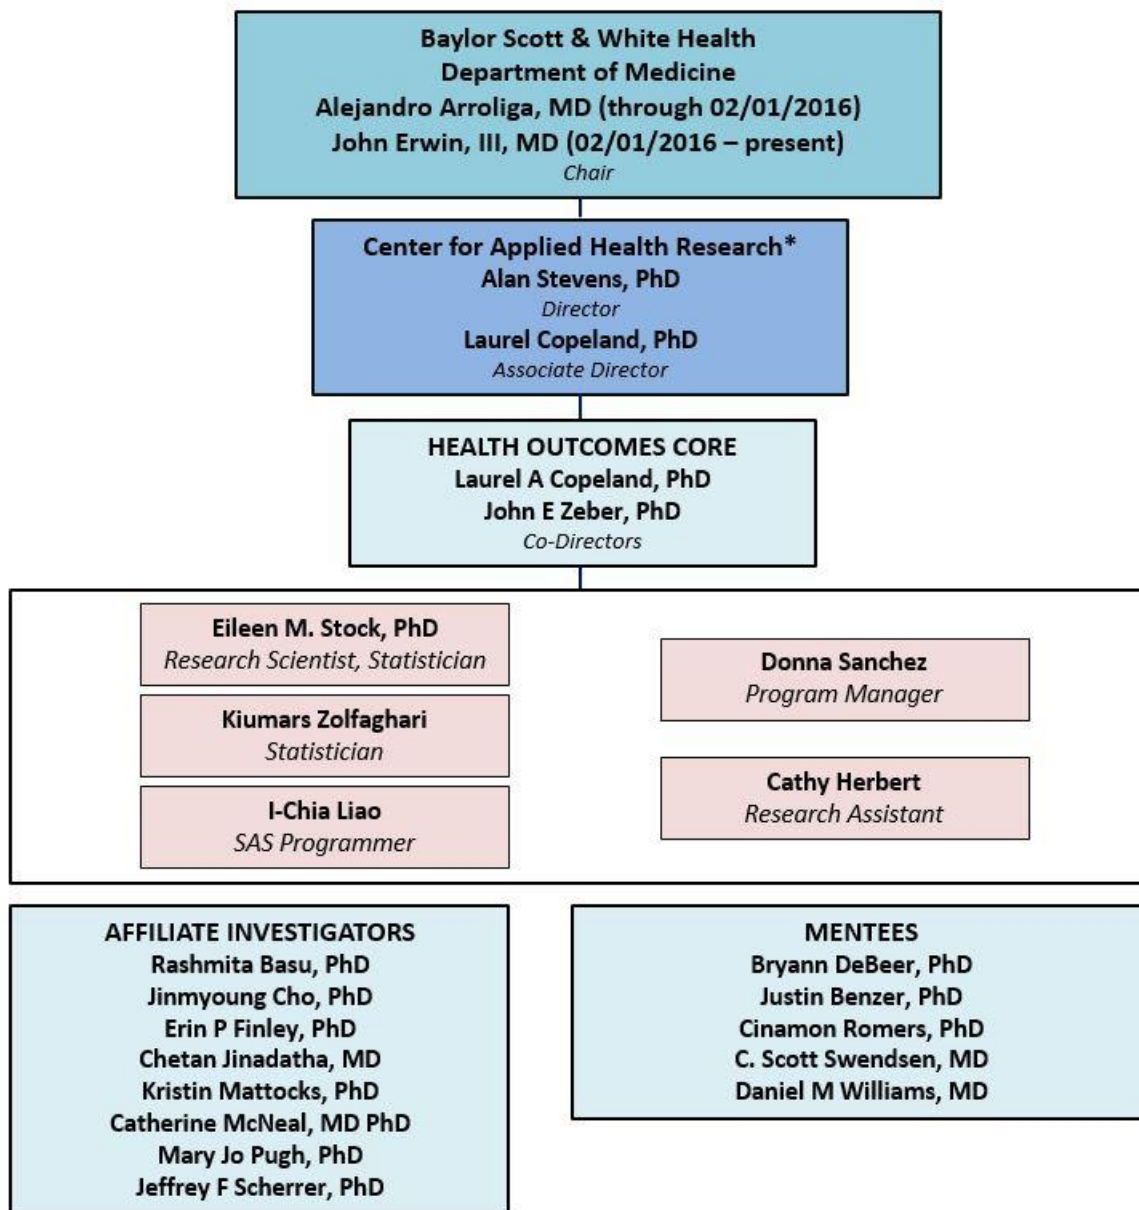 Baylor Scott & White Health
Department of Medicine
Alejandro Arroliga, MD (through 02/01/2016)
John Erwin, III, MD (02/01/2016 – present)
Chair
Center for Applied Health Research*
Alan Stevens, PhD
Director
Laurel Copeland, PhD
Associate Director
HEALTH OUTCOMES CORE
Laurel A Copeland, PhD
John E Zeber, PhD
Co-Directors
Eileen M. Stock, PhD
Research Scientist, Statistician
Kiumars Zolfaghari
Statistician
I-Chia Liao
SAS Programmer
Donna Sanchez
Program Manager
Cathy Herbert
Research Assistant
AFFILIATE INVESTIGATORS
Rashmita Basu, PhD
Jinmyoung Cho, PhD
Erin P Finley, PhD
Chetan Jinadatha, MD
Kristin Mattocks, PhD
Catherine McNeal, MD PhD
Mary Jo Pugh, PhD
Jeffrey F Scherrer, PhD
MENTEES
Bryann DeBeer, PhD
Justin Benzer, PhD
Cinamon Romers, PhD
C. Scott Swendsen, MD
Daniel M Williams, MD